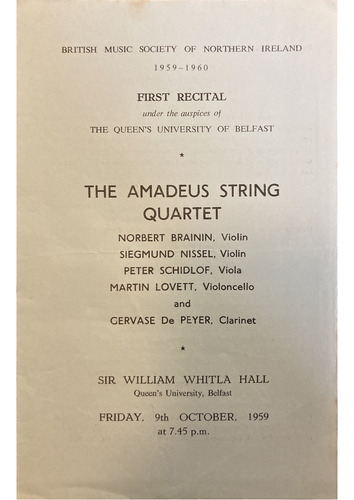 BRITISH MUSIC SOCIETY OF NORTHERN IRELAND
1959-1960
FIRST RECITAL
under the auspices of
THE QUEEN'S UNIVERSITY OF BELFAST
*
THE AMADEUS STRING
QUARTET
NORBERT BRAININ, Violin
SIEGMUND NISSEL, Violin
PETER SCHIDLOF, Viola
MARTIN LOVETT, Violoncello
and
GERVASE De PEYER, Clarinet
*
SIR WILLIAM WHITLA HALL
Queen's University, Belfast
FRIDAY, 9th OCTOBER, 1959
at 7.45 p.m.